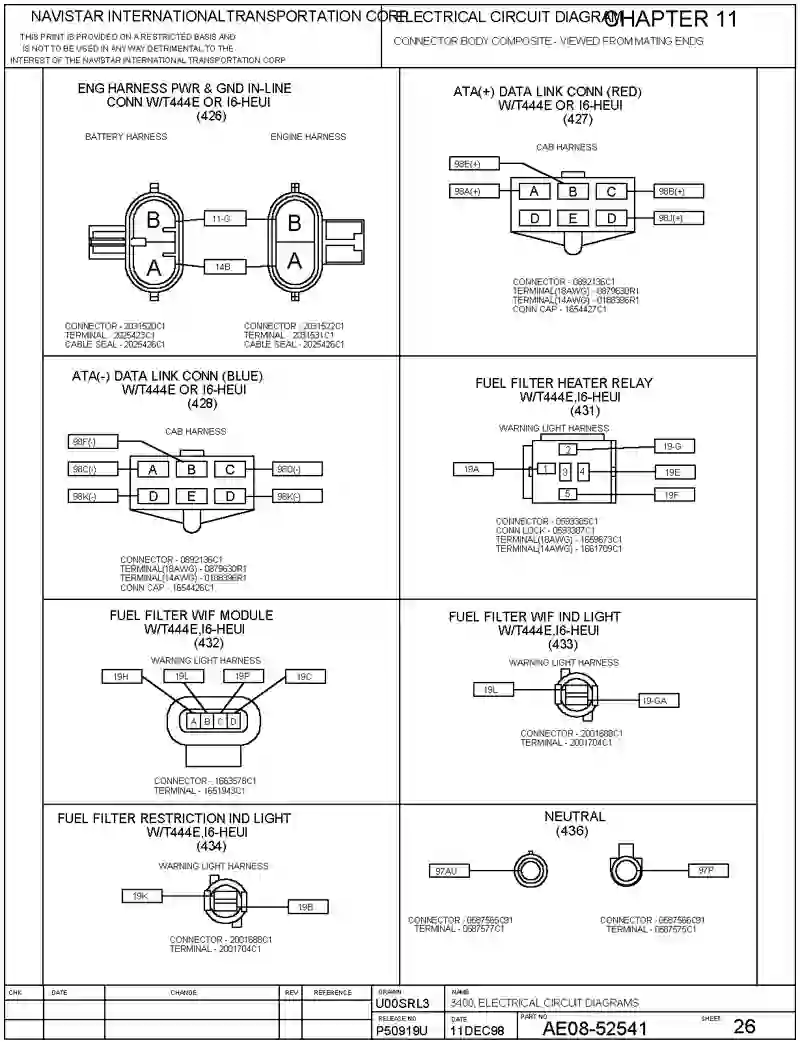 NAVISTAR INTERNATIONAL TRANSPORTATION CORP
THIS PRINT IS PROVIDED ON A RESTRICTED BASIS AND
IS NOT TO BE USED IN ANY WAY DETRIMENTAL TO THE
INTEREST OF THE NAVISTAR INTERNATIONAL TRANSPORTATION CORP
ELECTRICAL CIRCUIT DIAGRAM
CHAPTER 11
CONNECTOR BODY COMPOSITE - VIEWED FROM MATING ENDS
ENG HARNESS PWR & GND IN-LINE
CONN W/T444E OR I6-HEUI
(426)
BATTERY HARNESS
ENGINE HARNESS
B
11-G
B
A
14B
A
CONNECTOR - 2031520C1
TERMINAL - 2025423C1
CABLE SEAL - 2025426C1
CONNECTOR - 2031522C1
TERMINAL - 2031531C1
CABLE SEAL - 2025426C1
ATA(+) DATA LINK CONN (RED)
W/T444E OR I6-HEUI
(427)
CAB HARNESS
98E(+)
98A(+)
A B C
98B(+)
D E D
98J(+)
CONNECTOR - 0892136C1
TERMINAL(18AWG) - 0879630R1
TERMINAL(14AWG) - 0188386R1
CONN CAP - 1654427C1
ATA(-) DATA LINK CONN (BLUE)
W/T444E OR I6-HEUI
(428)
CAB HARNESS
98F(-)
98C(-)
A B C
98D(-)
98K(-)
D E D
98K(-)
CONNECTOR - 0892136C1
TERMINAL(18AWG) - 0879630R1
TERMINAL(14AWG) - 0188396R1
CONN CAP - 1654426C1
FUEL FILTER HEATER RELAY
W/T444E,I6-HEUI
(431)
WARNING LIGHT HARNESS
2
19-G
19A
1 3 4
19E
5
19F
CONNECTOR - 0593385C1
CONN LOCK - 0593387C1
TERMINAL(18AWG) - 1659873C1
TERMINAL(14AWG) - 1661709C1
FUEL FILTER WIF MODULE
W/T444E,I6-HEUI
(432)
WARNING LIGHT HARNESS
19H
19L
19P
19C
A B C D
CONNECTOR - 1663578C1
TERMINAL - 1651943C1
FUEL FILTER WIF IND LIGHT
W/T444E,I6-HEUI
(433)
WARNING LIGHT HARNESS
19L
19-GA
CONNECTOR - 2001688C1
TERMINAL - 2001704C1
FUEL FILTER RESTRICTION IND LIGHT
W/T444E,I6-HEUI
(434)
WARNING LIGHT HARNESS
19K
19B
CONNECTOR - 2001688C1
TERMINAL - 2001704C1
NEUTRAL
(436)
97AU
97P
CONNECTOR - 0587565C91
TERMINAL - 0587577C1
CONNECTOR - 0587566C91
TERMINAL - 0587575C1
CHK DATE CHANGE REV REFERENCE
DRAWN
U00SRL3
NAME
3400, ELECTRICAL CIRCUIT DIAGRAMS
RELEASE NO
P50919U
DATE
11DEC98
PART NO
AE08-52541
SHEET
26